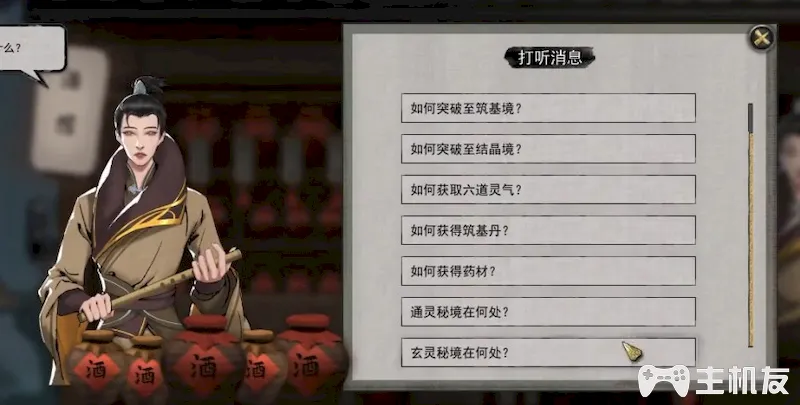 什么？
打听消息
如何突破至筑基境？
如何突破至结晶境？
如何获取六道灵气？
如何获得筑基丹？
如何获得药材？
通灵秘境在何处？
玄灵秘境在何处？
酒
酒
酒
酒
酒
主机友